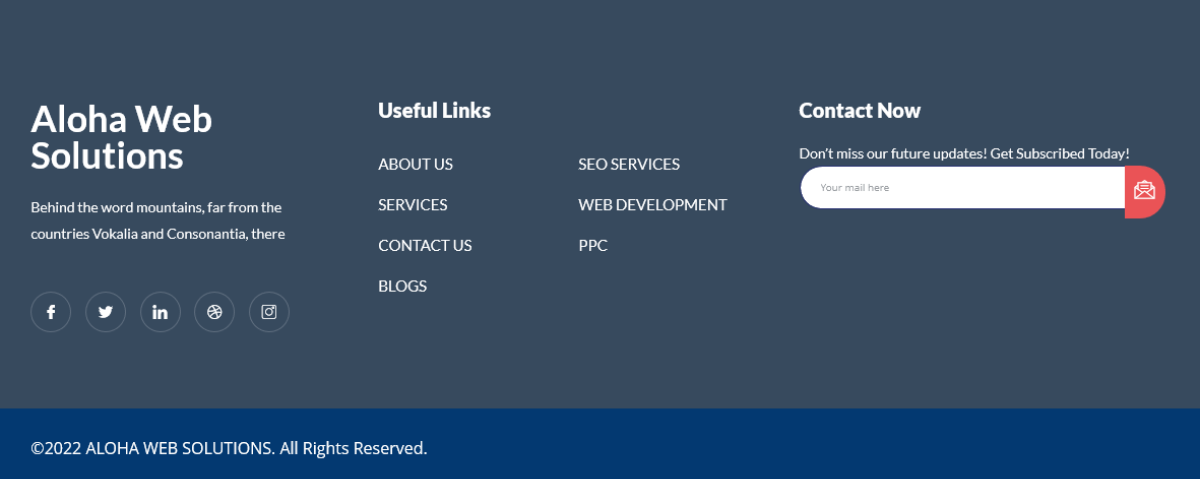 Aloha Web
Solutions
Behind the word mountains, far from the
countries Vokalia and Consonantia, there
Useful Links
ABOUT US
SERVICES
CONTACT US
BLOGS
SEO SERVICES
WEB DEVELOPMENT
PPC
Contact Now
Don't miss our future updates! Get Subscribed Today!
Your mail here
©2022 ALOHA WEB SOLUTIONS. All Rights Reserved.